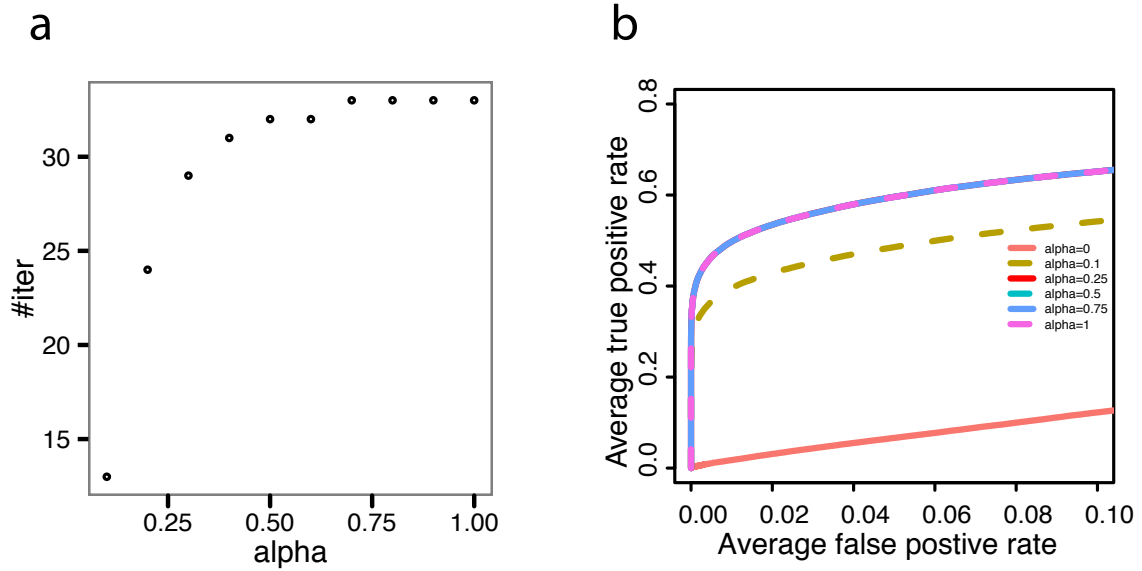 a
#iter
30
25
20
15
0.25 0.50 0.75 1.00
alpha
b
Average true positive rate
0.8
0.6
0.4
0.2
0.0
alpha=0
alpha=0.1
alpha=0.25
alpha=0.5
alpha=0.75
alpha=1
0.00 0.02 0.04 0.06 0.08 0.10
Average false postive rate